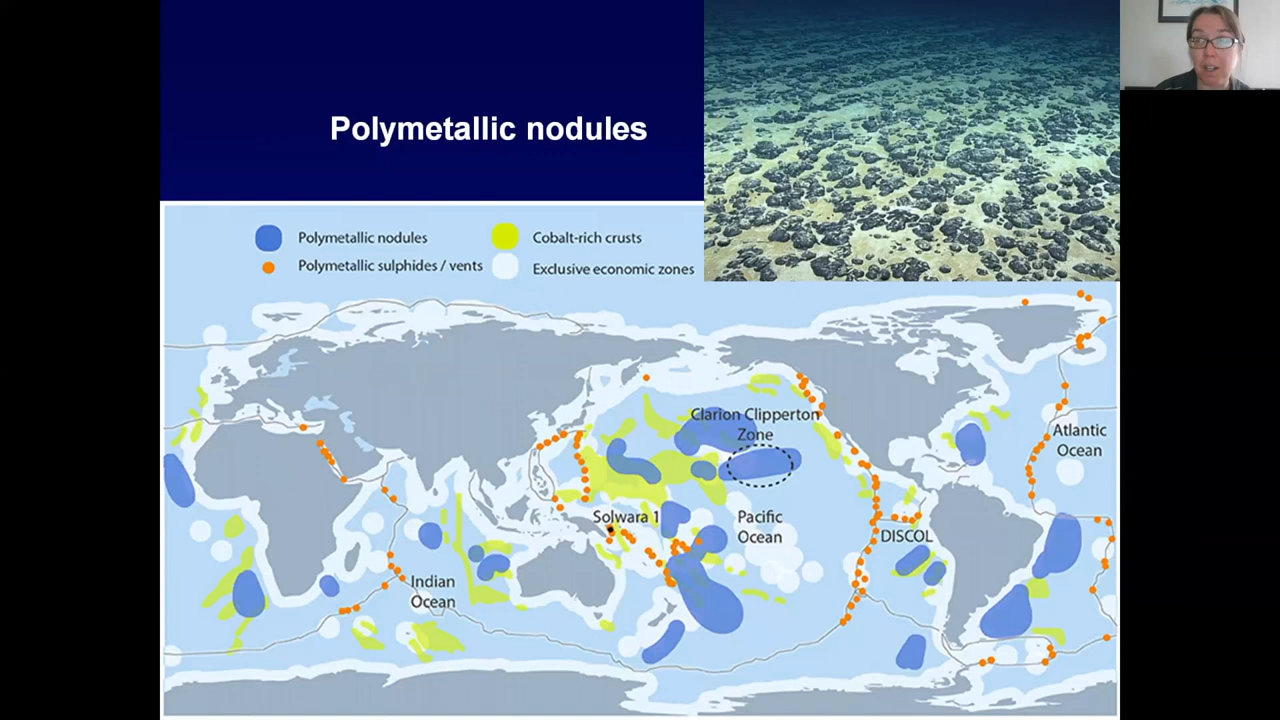 Polymetallic nodules
Polymetallic nodules
Cobalt-rich crusts
Polymetallic sulphides / vents
Exclusive economic zones
Clarion Clipperton
Zone
Atlantic
Ocean
Solwara 1
Pacific
Ocean
DISCOL
Indian
Ocean